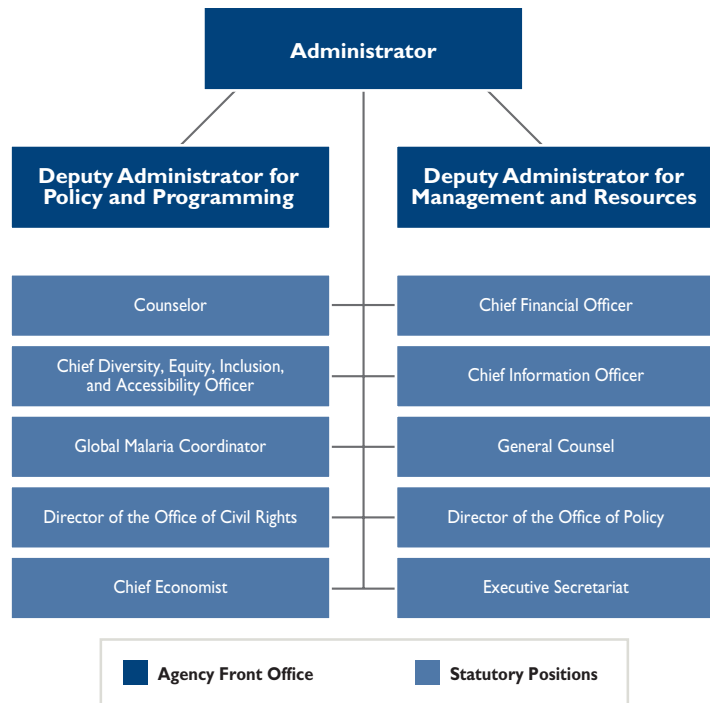 Administrator
Deputy Administrator for
Policy and Programming
Deputy Administrator for
Management and Resources
Counselor
Chief Financial Officer
Chief Diversity, Equity, Inclusion,
and Accessibility Officer
Chief Information Officer
Global Malaria Coordinator
General Counsel
Director of the Office of Civil Rights
Director of the Office of Policy
Chief Economist
Executive Secretariat
Agency Front Office
Statutory Positions